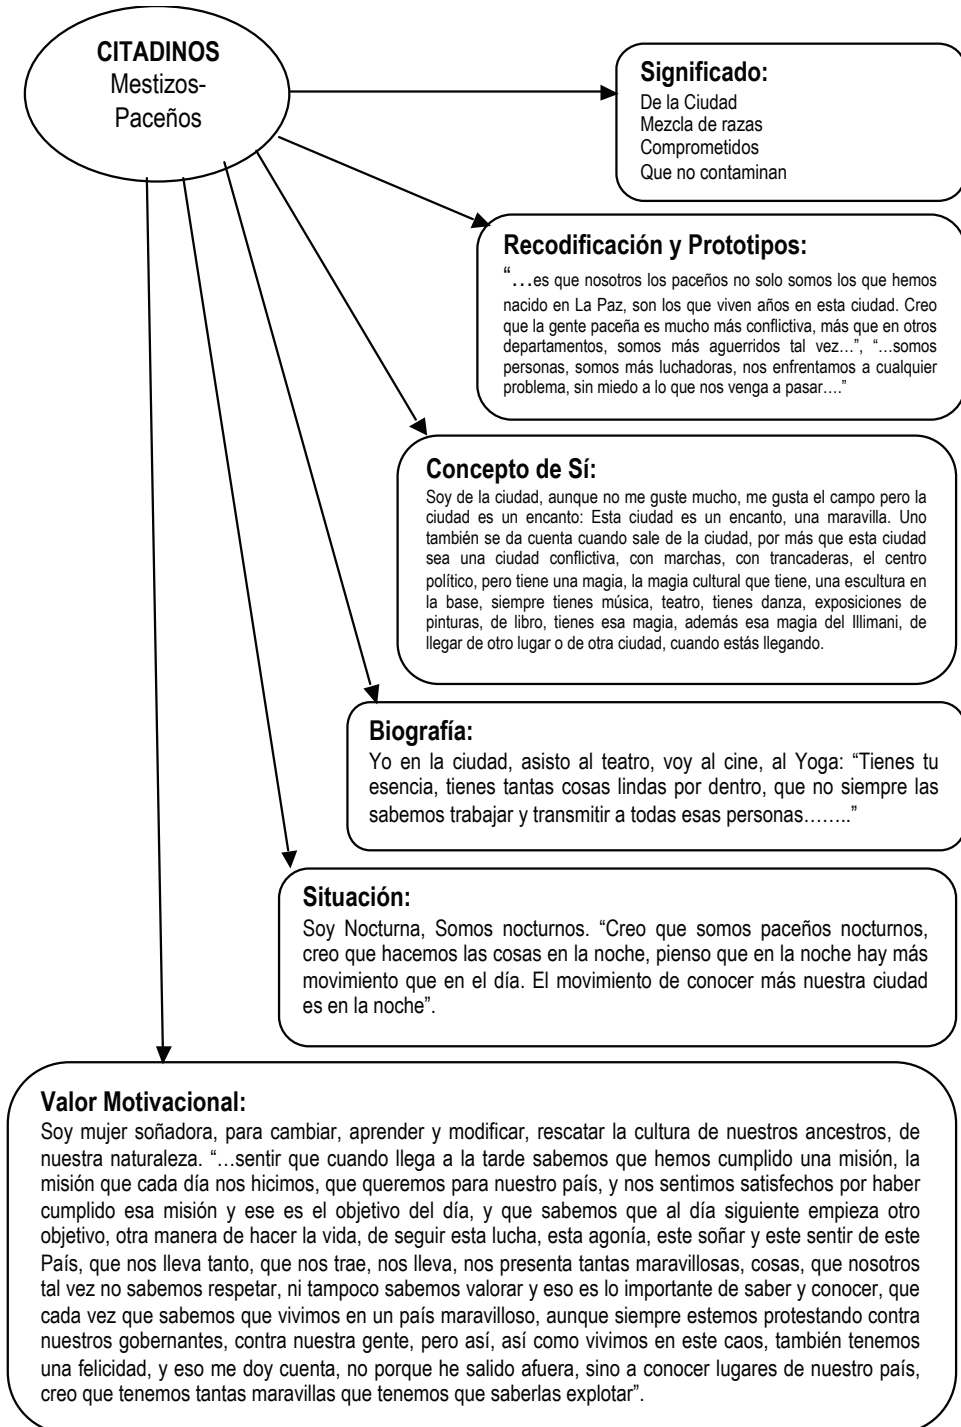 CITADINOS
Mestizos-
Paceños
Significado:
De la Ciudad
Mezcla de razas
Comprometidos
Que no contaminan
Recodificación y Prototipos:
“…es que nosotros los paceños no solo somos los que hemos
nacido en La Paz, son los que viven años en esta ciudad. Creo
que la gente paceña es mucho más conflictiva, más que en otros
departamentos, somos más aguerridos tal vez…”, “…somos
personas, somos más luchadoras, nos enfrentamos a cualquier
problema, sin miedo a lo que nos venga a pasar….”
Concepto de Sí:
Soy de la ciudad, aunque no me guste mucho, me gusta el campo pero la
ciudad es un encanto: Esta ciudad es un encanto, una maravilla. Uno
también se da cuenta cuando sale de la ciudad, por más que esta ciudad
sea una ciudad conflictiva, con marchas, con trancaderas, el centro
político, pero tiene una magia, la magia cultural que tiene, una escultura en
la base, siempre tienes música, teatro, tienes danza, exposiciones de
pinturas, de libro, tienes esa magia, además esa magia del Illimani, de
llegar de otro lugar o de otra ciudad, cuando estás llegando.
Biografía:
Yo en la ciudad, asisto al teatro, voy al cine, al Yoga: “Tienes tu
esencia, tienes tantas cosas lindas por dentro, que no siempre las
sabemos trabajar y transmitir a todas esas personas……..”
Situación:
Soy Nocturna, Somos nocturnos. “Creo que somos paceños nocturnos,
creo que hacemos las cosas en la noche, pienso que en la noche hay más
movimiento que en el día. El movimiento de conocer más nuestra ciudad
es en la noche”.
Valor Motivacional:
Soy mujer soñadora, para cambiar, aprender y modificar, rescatar la cultura de nuestros ancestros, de
nuestra naturaleza. “…sentir que cuando llega a la tarde sabemos que hemos cumplido una misión, la
misión que cada día nos hicimos, que queremos para nuestro país, y nos sentimos satisfechos por haber
cumplido esa misión y ese es el objetivo del día, y que sabemos que al día siguiente empieza otro
objetivo, otra manera de hacer la vida, de seguir esta lucha, esta agonía, este soñar y este sentir de este
País, que nos lleva tanto, que nos trae, nos lleva, nos presenta tantas maravillosas, cosas, que nosotros
tal vez no sabemos respetar, ni tampoco sabemos valorar y eso es lo importante de saber y conocer, que
cada vez que sabemos que vivimos en un país maravilloso, aunque siempre estemos protestando contra
nuestros gobernantes, contra nuestra gente, pero así, así como vivimos en este caos, también tenemos
una felicidad, y eso me doy cuenta, no porque he salido afuera, sino a conocer lugares de nuestro país,
creo que tenemos tantas maravillas que tenemos que saberlas explotar”.